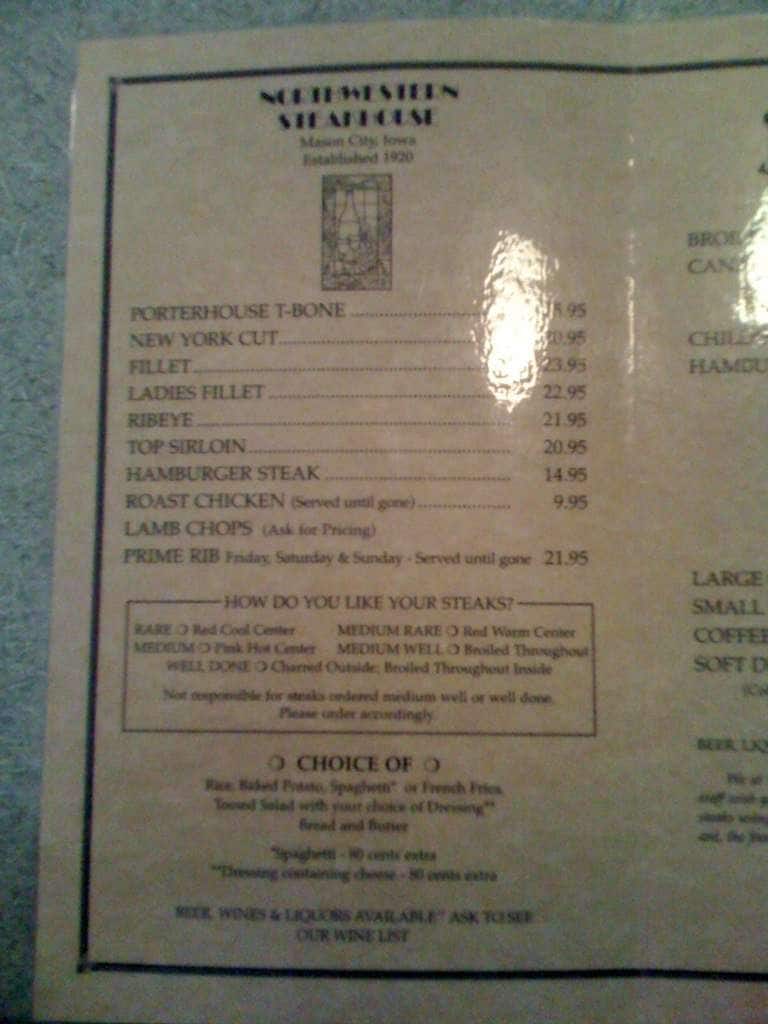 NORTHWESTERN
STEAKHOUSE
Mason City, Iowa
Established 1920
PORTERHOUSE T-BONE
NEW YORK CUT
FILLET 23.95
LADIES FILLET 22.95
RIBEYE 21.95
TOP SIRLOIN 20.95
HAMBURGER STEAK 14.95
ROAST CHICKEN (Served until gone) 9.95
LAMB CHOPS (Ask for Pricing)
PRIME RIB Friday, Saturday & Sunday - Served until gone 21.95
HOW DO YOU LIKE YOUR STEAKS?
RARE ❍ Red Cool Center MEDIUM RARE ❍ Red Warm Center
MEDIUM ❍ Pink Hot Center MEDIUM WELL ❍ Broiled Throughout
WELL DONE ❍ Charred Outside; Broiled Throughout Inside
Not responsible for steaks ordered medium well or well done.
Please order accordingly.
❍ CHOICE OF ❍
Rice, Baked Potato, Spaghetti* or French Fries.
Tossed Salad with your choice of Dressing**
Bread and Butter
*Spaghetti - 80 cents extra
**Dressing containing cheese - 80 cents extra
BEER, WINES & LIQUORS AVAILABLE" ASK TO SEE
OUR WINE LIST
LARGE
SMALL
COFFEE
SOFT D
BEER, LIQ
We at